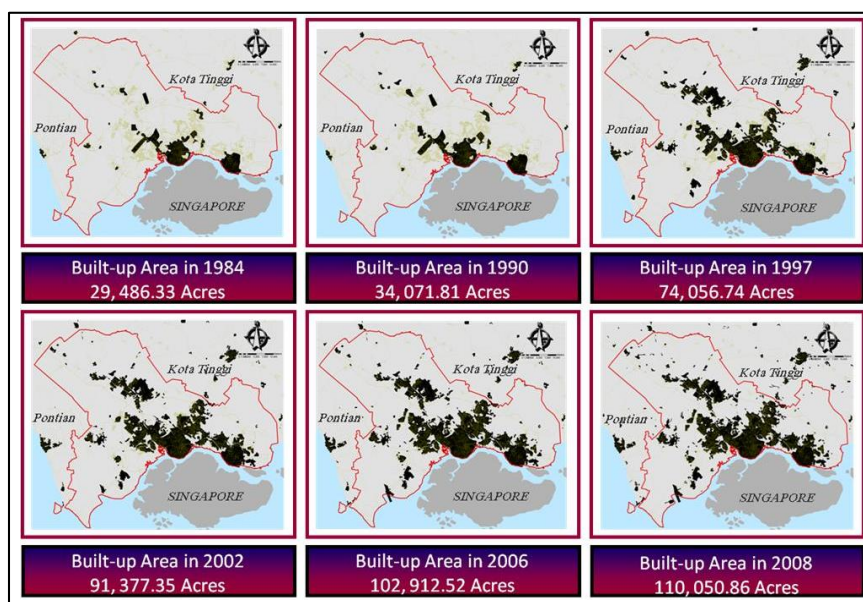 Kota Tinggi
Pontian
SINGAPORE
Built-up Area in 1984
29, 486.33 Acres
Kota Tinggi
Pontian
SINGAPORE
Built-up Area in 1990
34, 071.81 Acres
Kota Tinggi
Pontian
SINGAPORE
Built-up Area in 1997
74, 056.74 Acres
Kota Tinggi
Pontian
SINGAPORE
Built-up Area in 2002
91, 377.35 Acres
Kota Tinggi
Pontian
SINGAPORE
Built-up Area in 2006
102, 912.52 Acres
Kota Tinggi
Pontian
SINGAPORE
Built-up Area in 2008
110, 050.86 Acres